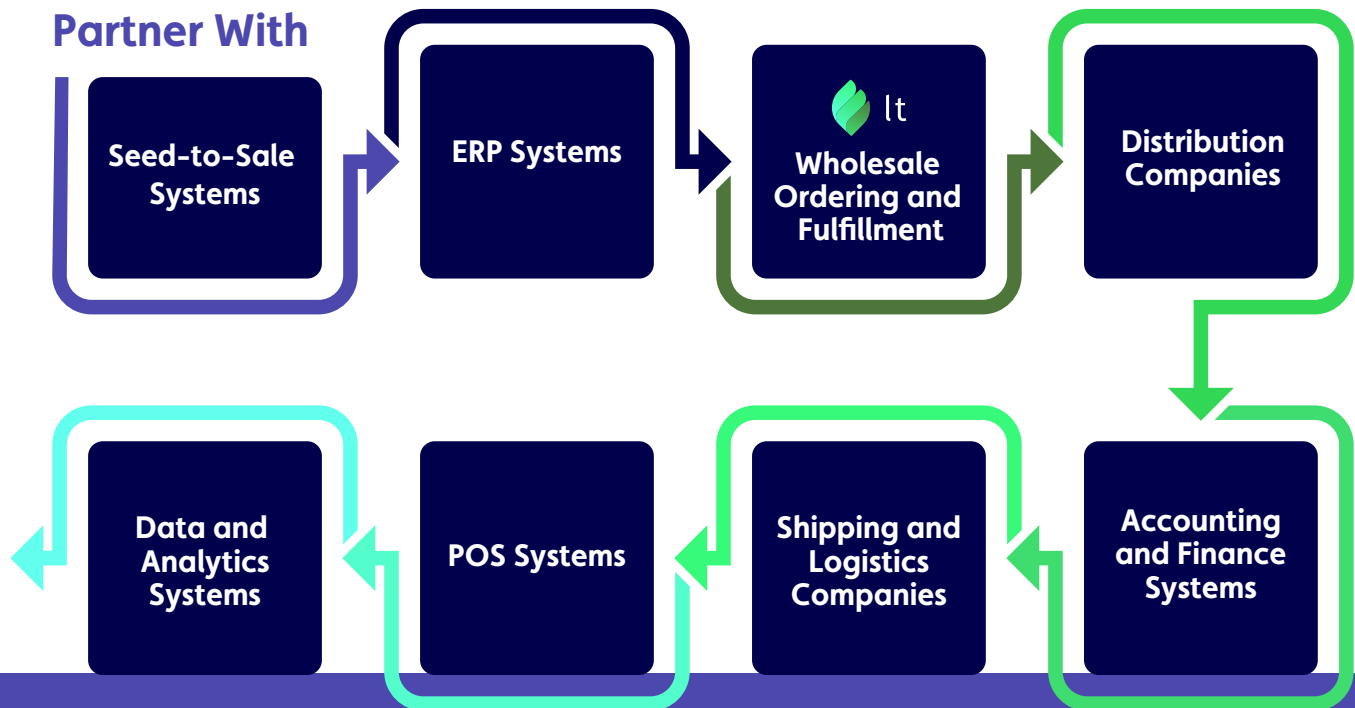 Partner With
Seed-to-Sale
Systems
ERP Systems
lt
Wholesale
Ordering and
Fulfillment
Distribution
Companies
Accounting
and Finance
Systems
Shipping and
Logistics
Companies
POS Systems
Data and
Analytics
Systems